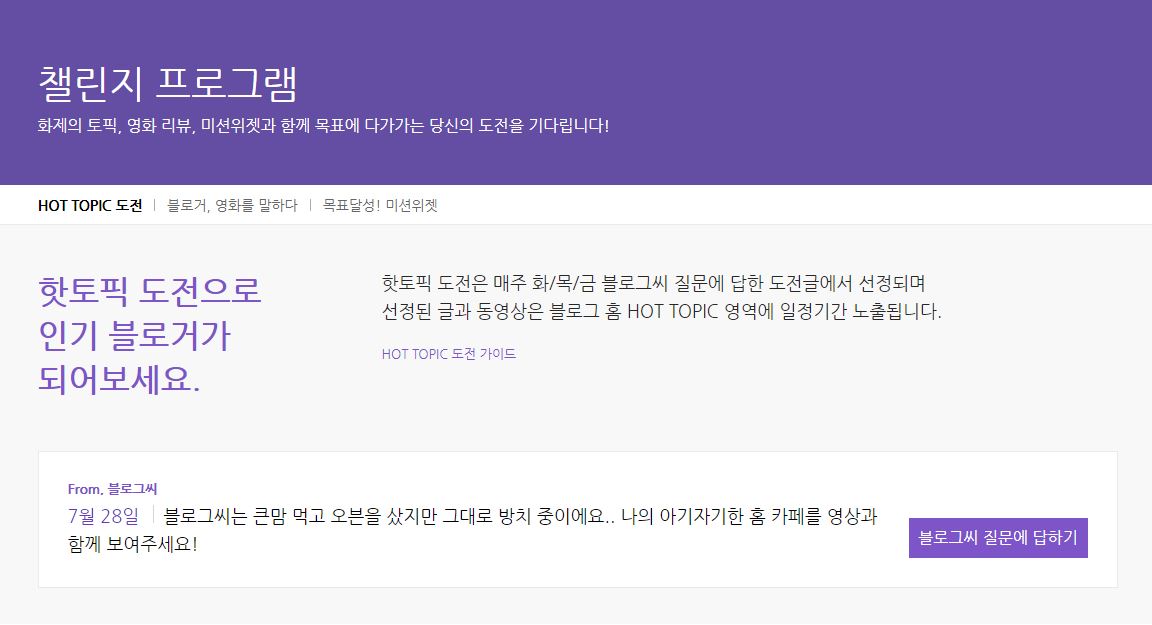 챌린지 프로그램
화제의 토픽, 영화 리뷰, 미션위젯과 함께 목표에 다가가는 당신의 도전을 기다립니다!
HOT TOPIC 도전 | 블로거, 영화를 말하다 | 목표달성! 미션위젯
핫토픽 도전으로
인기 블로거가
되어보세요.
핫토픽 도전은 매주 화/목/금 블로그씨 질문에 답한 도전글에서 선정되며
선정된 글과 동영상은 블로그 홈 HOT TOPIC 영역에 일정기간 노출됩니다.
HOT TOPIC 도전 가이드
From. 블로그씨
7월 28일 | 블로그씨는 큰맘 먹고 오븐을 샀지만 그대로 방치 중이에요.. 나의 아기자기한 홈 카페를 영상과
함께 보여주세요!
블로그씨 질문에 답하기